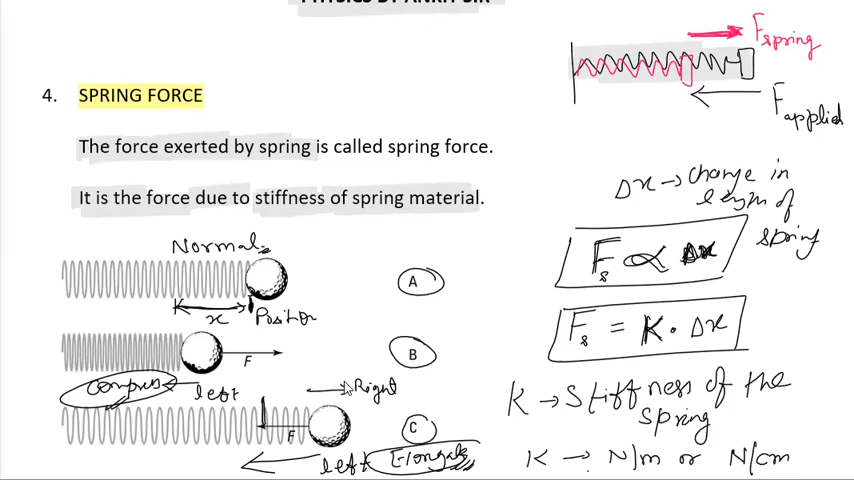 PHYSICS BY ANKIT SIR
F spring
F applied
4. SPRING FORCE
The force exerted by spring is called spring force.
It is the force due to stiffness of spring material.
Δx → change in
length of
spring
Normal
A
x Position
Fs ∝ Δx
B
F
Fs = K · Δx
compress left
Right
K → Stiffness of the
spring
C
F
left Elongate
K → N/m or N/cm